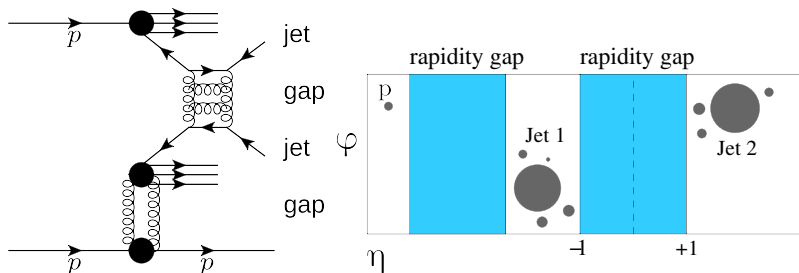 p
jet
gap
jet
gap
p
p
rapidity gap
rapidity gap
p
Jet 1
Jet 2
φ
η
-1
+1